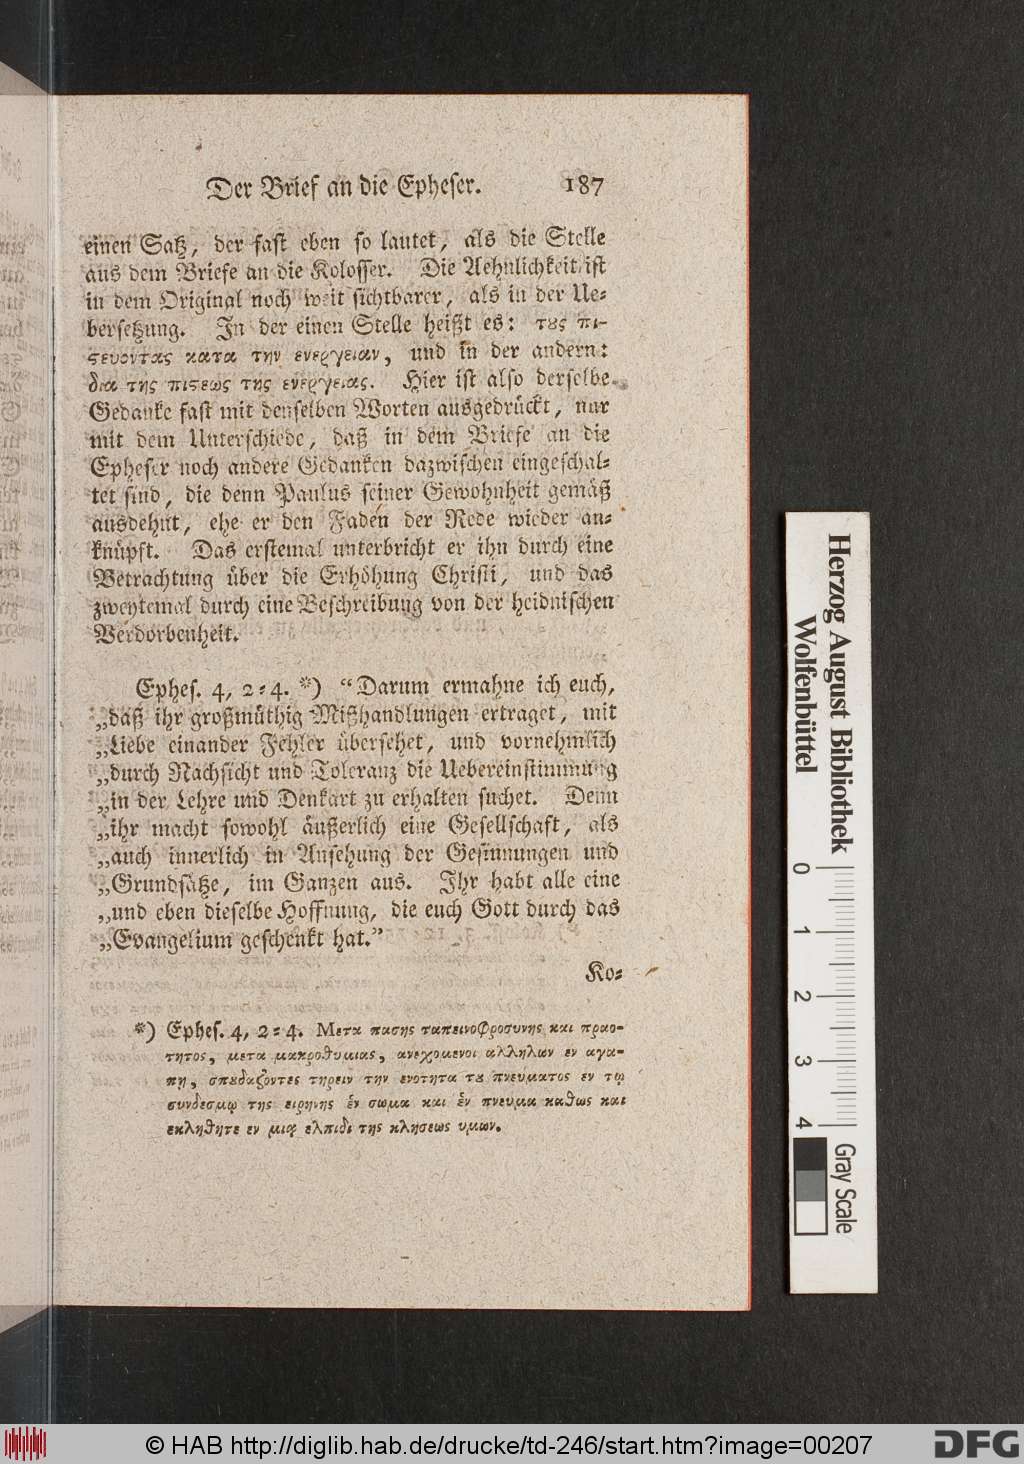 Der Brief an die Epheser. 187
einen Satz, der fast eben so lautet, als die Stelle
aus dem Briefe an die Kolosser. Die Aehnlichkeit ist
in dem Original noch weit sichtbarer, als in der Ue-
bersetzung. In der einen Stelle heißt es: τȣς πι-
ϛευοντας κατα την ενεργειαν, und in der andern:
δια της πιϛεως της ενεργειας. Hier ist also derselbe
Gedanke fast mit denselben Worten ausgedrückt, nur
mit dem Unterschiede, daß in dem Briefe an die
Epheser noch andere Gedanken dazwischen eingeschal-
tet sind, die denn Paulus seiner Gewohnheit gemäß
ausdehnt, ehe er den Faden der Rede wieder an-
knüpft. Das erstemal unterbricht er ihn durch eine
Betrachtung über die Erhöhung Christi, und das
zweytemal durch eine Beschreibung von der heidnischen
Verdorbenheit.
Ephes. 4, 2-4. *) “Darum ermahne ich euch,
„daß ihr großmüthig Mißhandlungen ertraget, mit
„Liebe einander Fehler übersehet, und vornehmlich
„durch Nachsicht und Toleranz die Uebereinstimmung
„in der Lehre und Denkart zu erhalten suchet. Denn
„ihr macht sowohl äußerlich eine Gesellschaft, als
„auch innerlich in Ansehung der Gesinnungen und
„Grundsätze, im Ganzen aus. Ihr habt alle eine
„und eben dieselbe Hoffnung, die euch Gott durch das
„Evangelium geschenkt hat.”
Ko-
*) Ephes. 4, 2-4. Μετα πασης ταπεινοφροσυνης και πραο-
τητος, μετα μακροθυμιας, ανεχομενοι αλληλων εν αγα-
πῃ, σπȣδαζοντες τηρειν την ενοτητα τȣ πνευματος εν τῳ
συνδεσμῳ της ειρηνης ἑν σωμα και ἑν πνευμα καθως και
εκληθητε εν μιᾳ ελπιδι της κλησεως υμων.
Herzog August Bibliothek
Wolfenbüttel
0 1 2 3 4
Gray Scale
© HAB http://diglib.hab.de/drucke/td-246/start.htm?image=00207
DFG